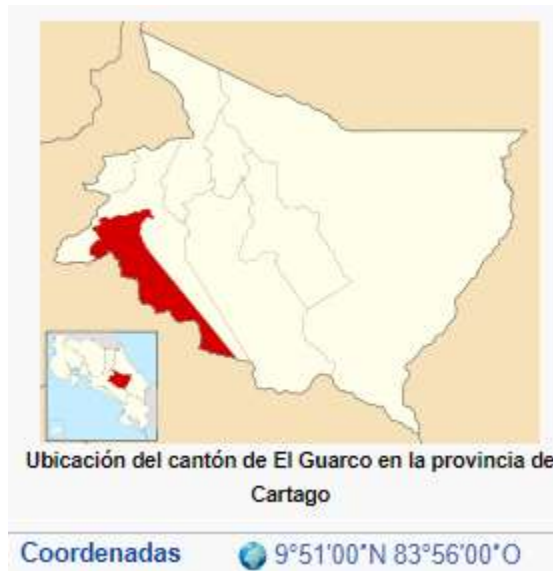 Ubicación del cantón de El Guarco en la provincia de
Cartago
Coordenadas 9°51′00″N 83°56′00″O